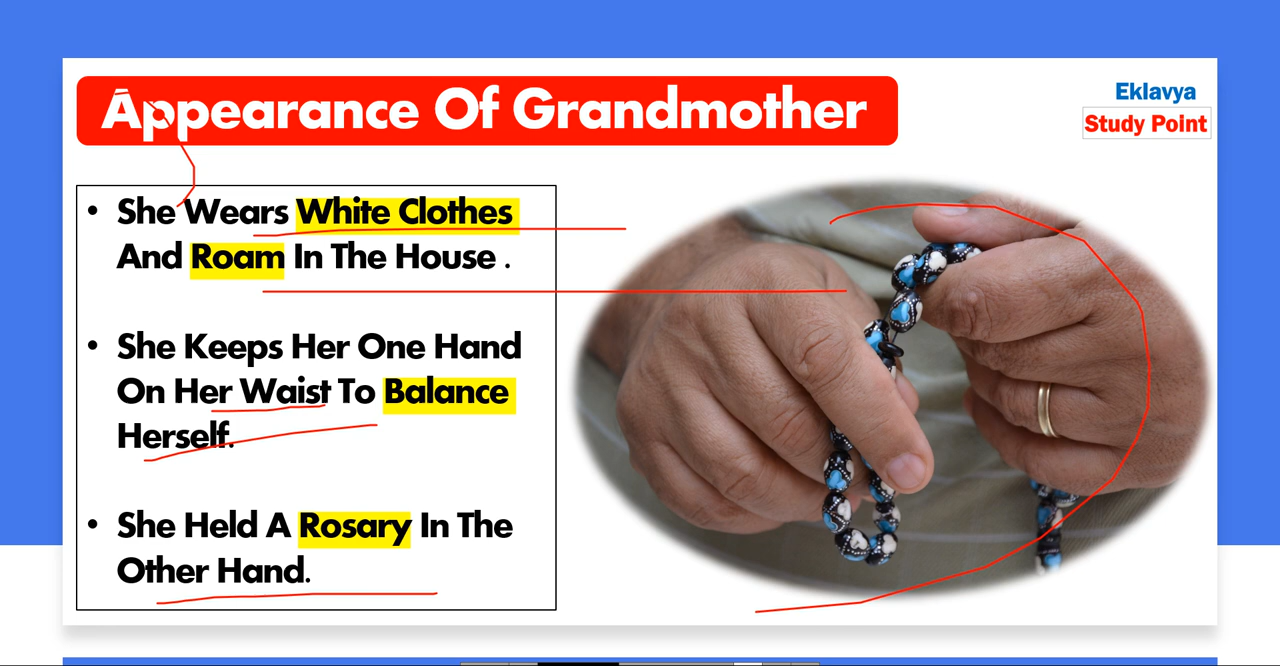 Appearance Of Grandmother
Eklavya
Study Point
• She Wears White Clothes
And Roam In The House .
• She Keeps Her One Hand
On Her Waist To Balance
Herself.
• She Held A Rosary In The
Other Hand.